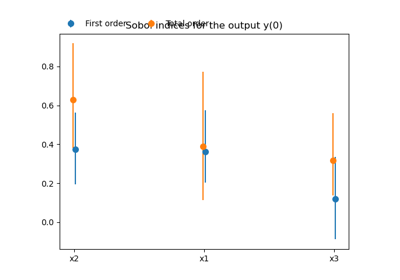 First order
Total order
Sobol indices for the output y(0)
0.8
0.6
0.4
0.2
0.0
x2 x1 x3